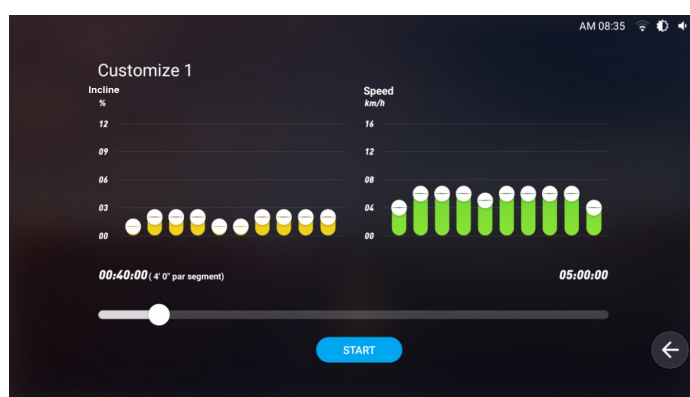 AM 08:35
Customize 1
Incline
%
12
09
06
03
00
Speed
km/h
16
12
08
04
00
00:40:00 ( 4' 0" par segment)
05:00:00
START